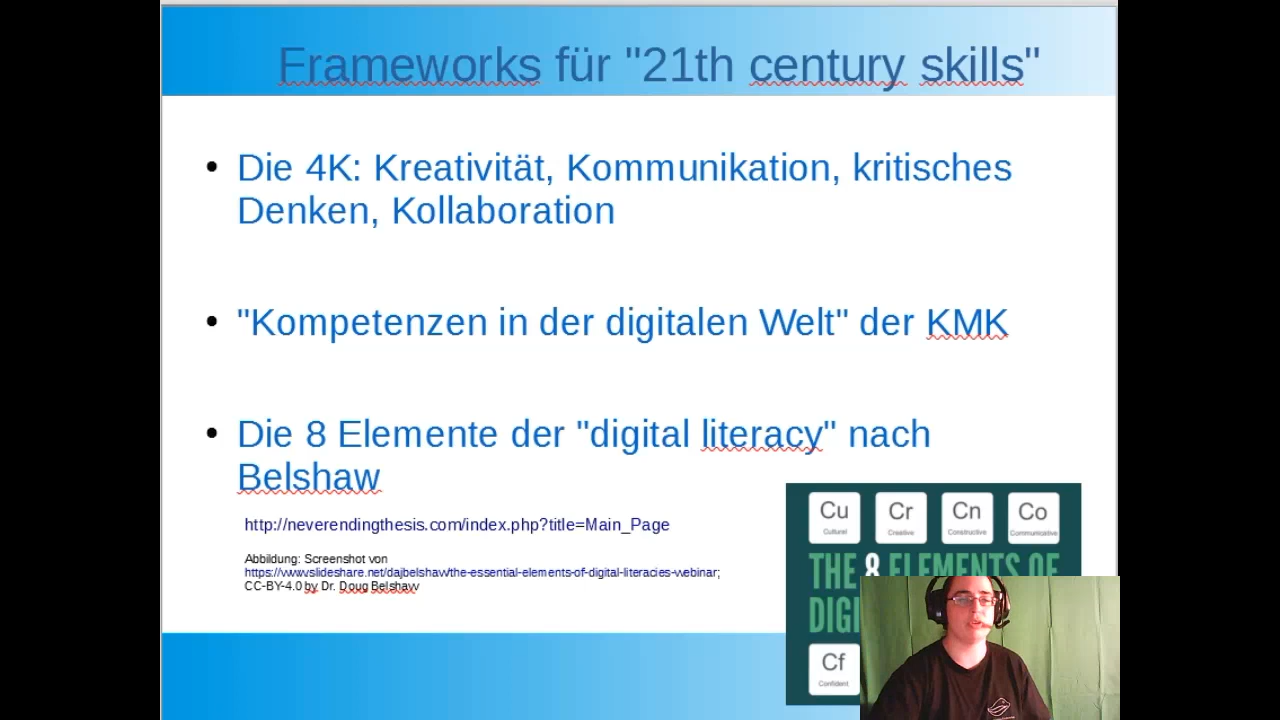 Frameworks für "21th century skills"
• Die 4K: Kreativität, Kommunikation, kritisches
Denken, Kollaboration
• "Kompetenzen in der digitalen Welt" der KMK
• Die 8 Elemente der "digital literacy" nach
Belshaw
http://neverendingthesis.com/index.php?title=Main_Page
Abbildung: Screenshot von
https://www.slideshare.net/dajbelshaw/the-essential-elements-of-digital-literacies-webinar;
CC-BY-4.0 by Dr. Doug Belshaw
Cu Cr Cn Co
Cultural Creative Constructive Communicative
THE 8 ELEMENTS OF
DIGI
Cf
Confident